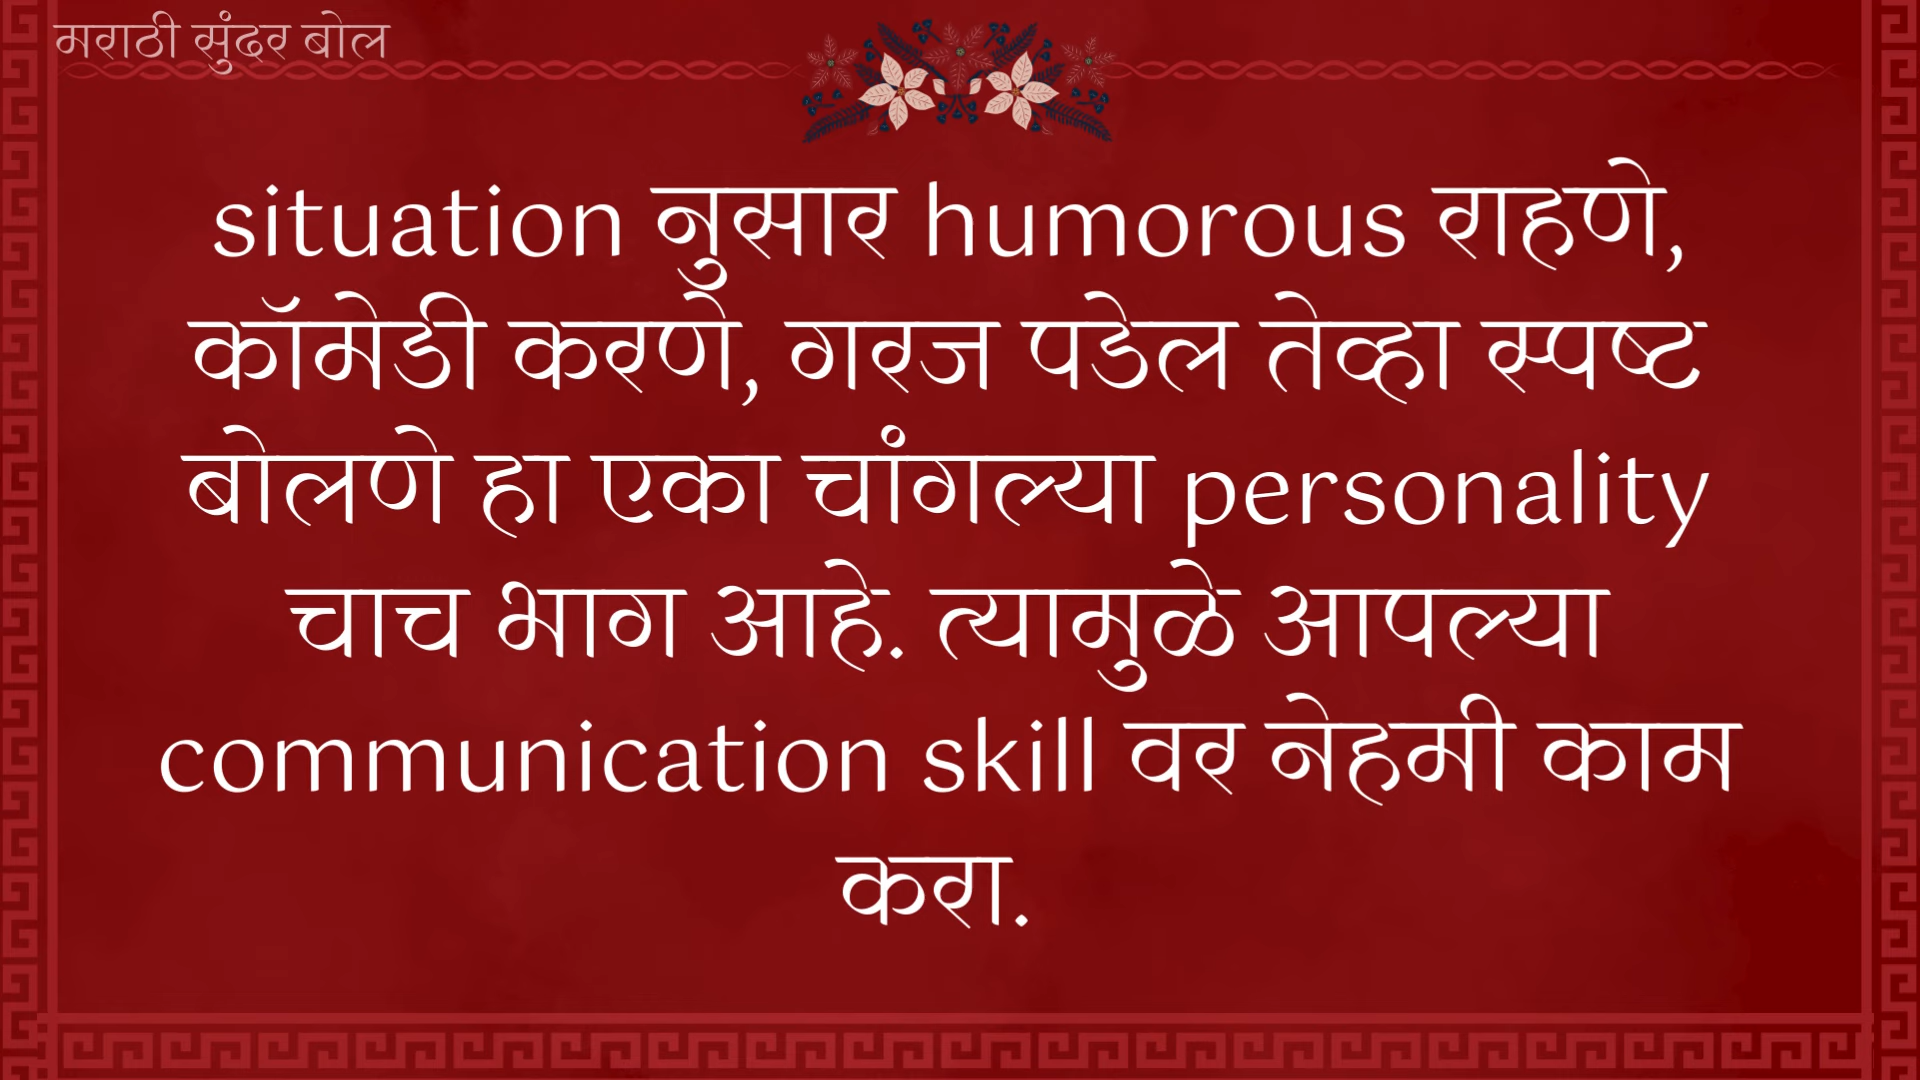 मराठी सुंदर बोल
situation नुसार humorous राहणे,
कॉमेडी करणे, गरज पडेल तेव्हा स्पष्ट
बोलणे हा एका चांगल्या personality
चाच भाग आहे. त्यामुळे आपल्या
communication skill वर नेहमी काम
करा.